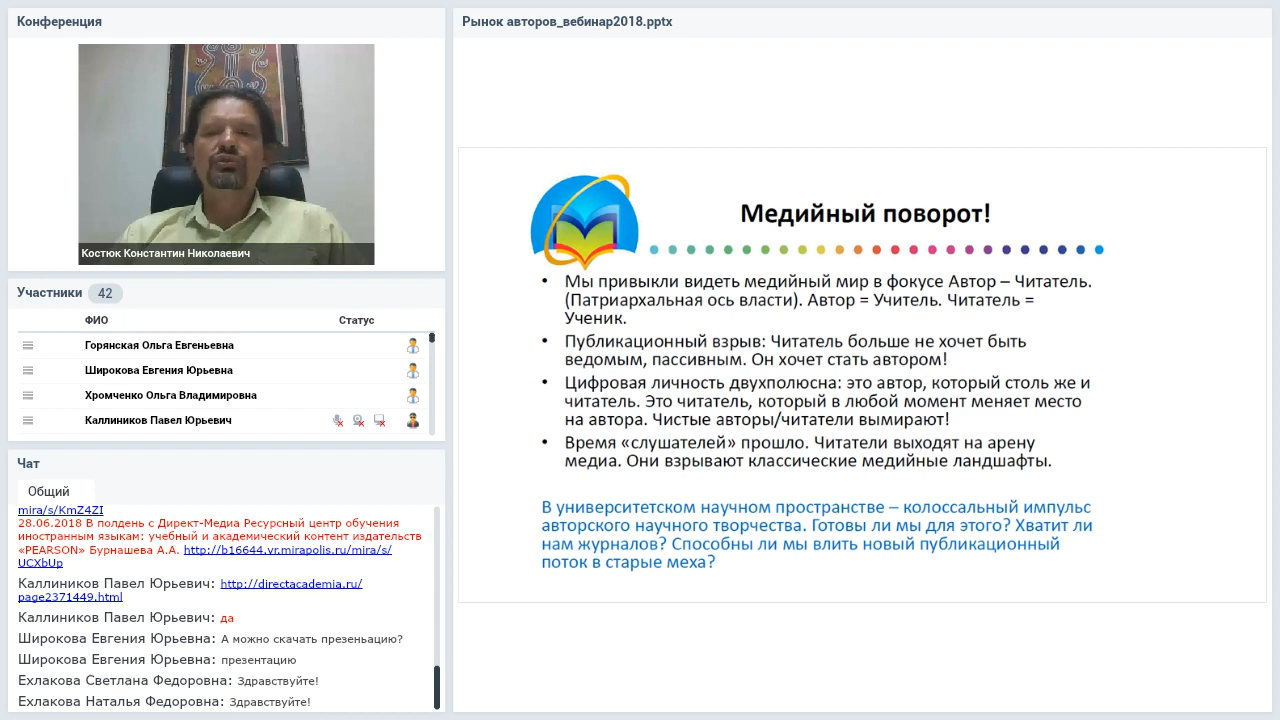 Конференция
Костюк Константин Николаевич
Участники 42
ФИО Статус
Горянская Ольга Евгеньевна
Широкова Евгения Юрьевна
Хромченко Ольга Владимировна
Каллиников Павел Юрьевич
Чат
Общий
mira/s/KmZ4ZI
28.06.2018 В полдень с Директ-Медиа Ресурсный центр обучения
иностранным языкам: учебный и академический контент издательств
«PEARSON» Бурнашева А.А. http://b16644.vr.mirapolis.ru/mira/s/
UCXbUp
Каллиников Павел Юрьевич: http://directacademia.ru/
page2371449.html
Каллиников Павел Юрьевич: да
Широкова Евгения Юрьевна: А можно скачать презеньацию?
Широкова Евгения Юрьевна: презентацию
Ехлакова Светлана Федоровна: Здравствуйте!
Ехлакова Наталья Федоровна: Здравствуйте!
Рынок авторов_вебинар2018.pptx
Медийный поворот!
• Мы привыкли видеть медийный мир в фокусе Автор – Читатель.
(Патриархальная ось власти). Автор = Учитель. Читатель =
Ученик.
• Публикационный взрыв: Читатель больше не хочет быть
ведомым, пассивным. Он хочет стать автором!
• Цифровая личность двухполюсна: это автор, который столь же и
читатель. Это читатель, который в любой момент меняет место
на автора. Чистые авторы/читатели вымирают!
• Время «слушателей» прошло. Читатели выходят на арену
медиа. Они взрывают классические медийные ландшафты.
В университетском научном пространстве – колоссальный импульс
авторского научного творчества. Готовы ли мы для этого? Хватит ли
нам журналов? Способны ли мы влить новый публикационный
поток в старые меха?